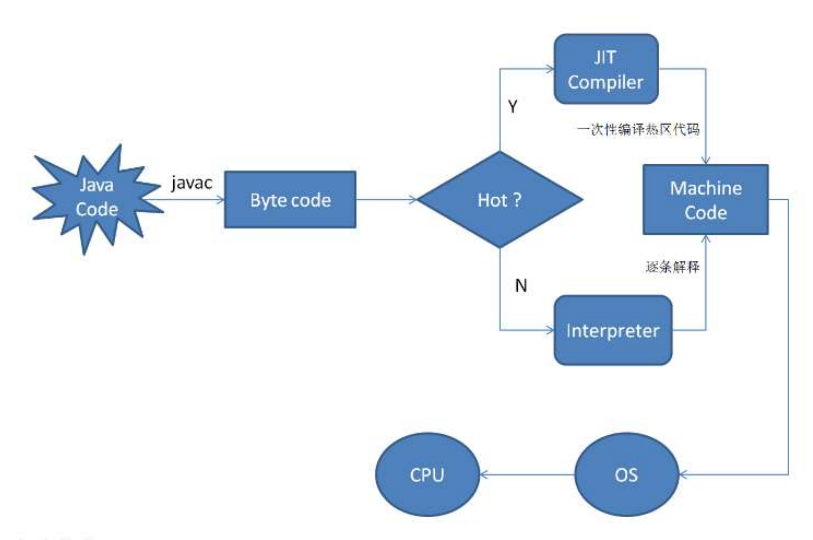 JIT
Compiler
Y
一次性编译热区代码
Java
Code
javac
Byte code
Hot ?
Machine
Code
逐条解释
N
Interpreter
CPU
OS